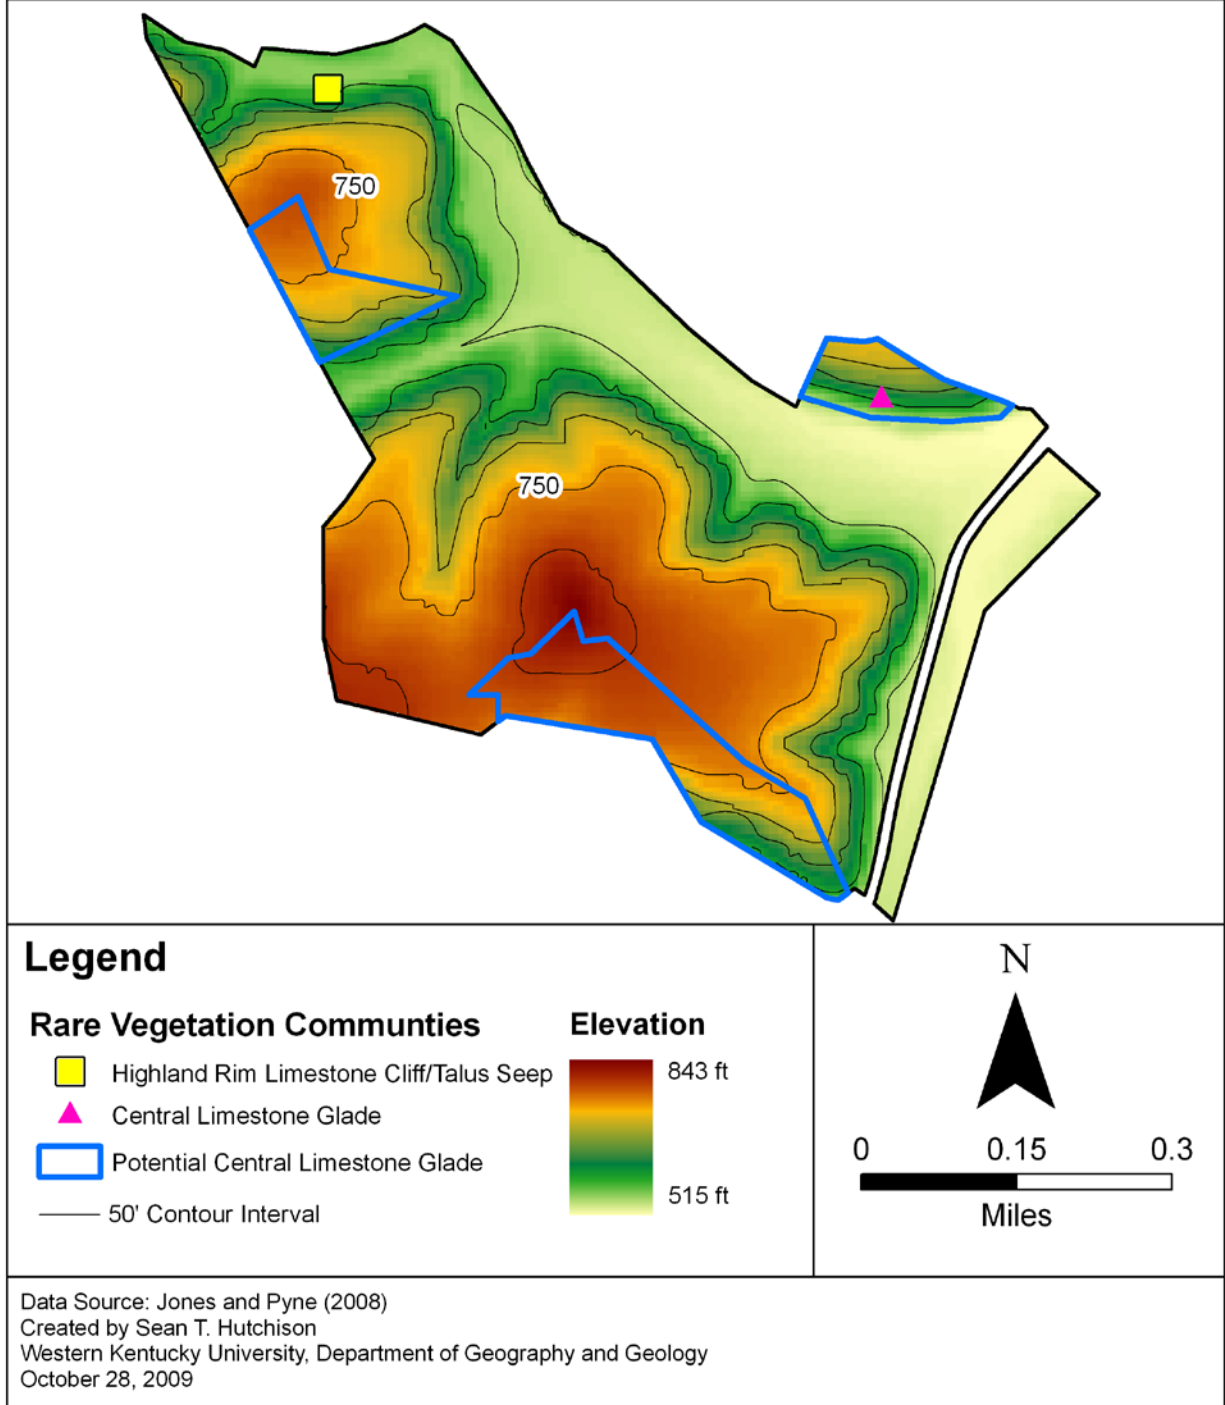 750
750
Legend
Rare Vegetation Communties
Highland Rim Limestone Cliff/Talus Seep
Central Limestone Glade
Potential Central Limestone Glade
50' Contour Interval
Elevation
843 ft
515 ft
N
0 0.15 0.3
Miles
Data Source: Jones and Pyne (2008)
Created by Sean T. Hutchison
Western Kentucky University, Department of Geography and Geology
October 28, 2009